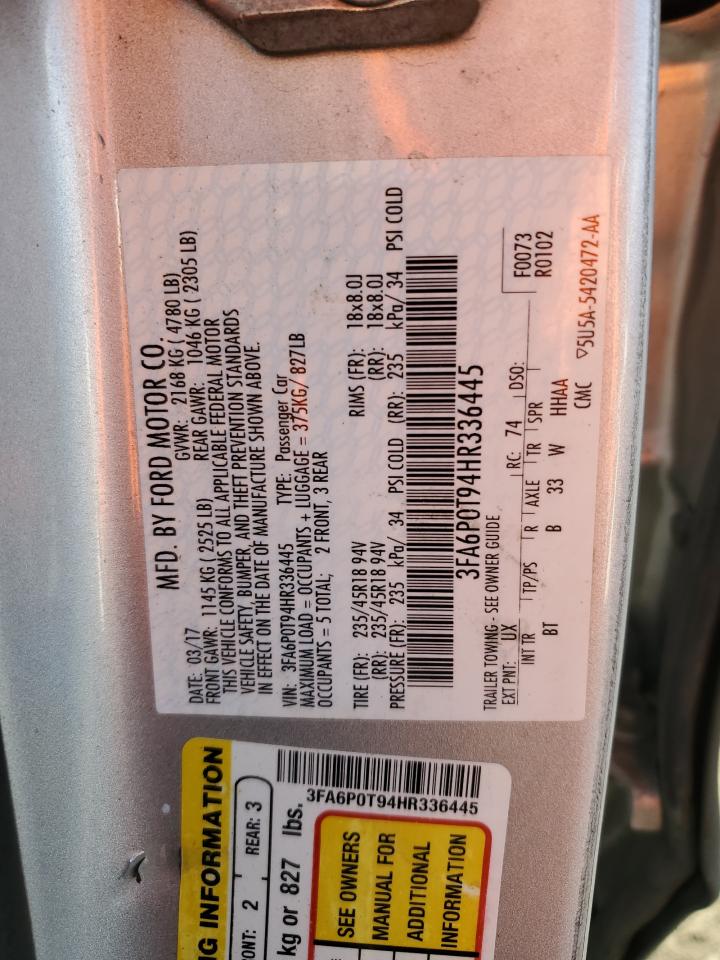 MFD. BY FORD MOTOR CO.
DATE: 03/17 GVWR: 2168 KG ( 4780 LB)
FRONT GAWR: 1145 KG ( 2525 LB) REAR GAWR: 1046 KG ( 2305 LB)
THIS VEHICLE CONFORMS TO ALL APPLICABLE FEDERAL MOTOR
VEHICLE SAFETY, BUMPER, AND THEFT PREVENTION STANDARDS
IN EFFECT ON THE DATE OF MANUFACTURE SHOWN ABOVE.
VIN: 3FA6P0T94HR336445 TYPE: Passenger Car
MAXIMUM LOAD = OCCUPANTS + LUGGAGE = 375KG/ 827LB
OCCUPANTS = 5 TOTAL; 2 FRONT, 3 REAR
TIRE (FR): 235/45R18 94V RIMS (FR): 18x8.0J
(RR): 235/45R18 94V (RR): 18x8.0J
PRESSURE (FR): 235 kPa/ 34 PSI COLD (RR): 235 kPa/ 34 PSI COLD
3FA6P0T94HR336445
TRAILER TOWING - SEE OWNER GUIDE
EXT PNT: UX RC: 74 DSO: F0073
INT TR TP/PS R AXLE TR SPR R0102
BT B 33 W HHAA
CMC ▽5U5A-5420472-AA
NG INFORMATION
ONT: 2 REAR: 3
kg or 827 lbs.
3FA6P0T94HR336445
SEE OWNERS
MANUAL FOR
ADDITIONAL
INFORMATION